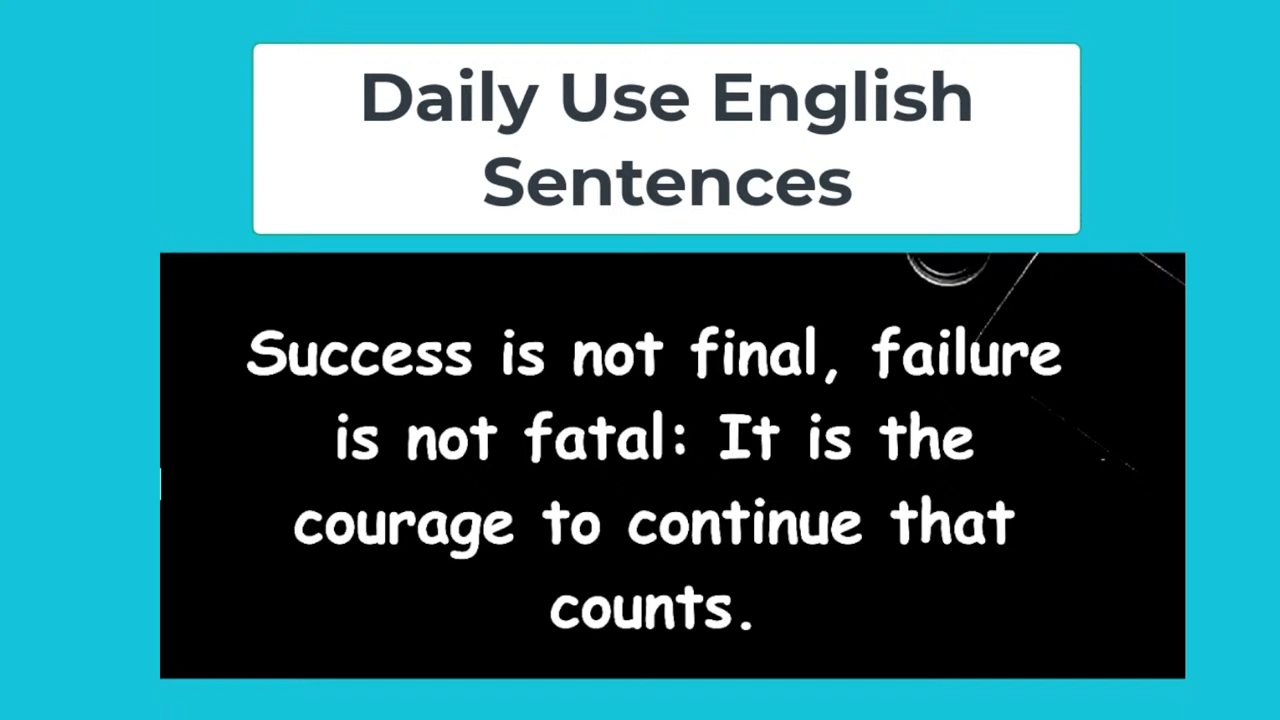 Daily Use English
Sentences
Success is not final, failure
is not fatal: It is the
courage to continue that
counts.